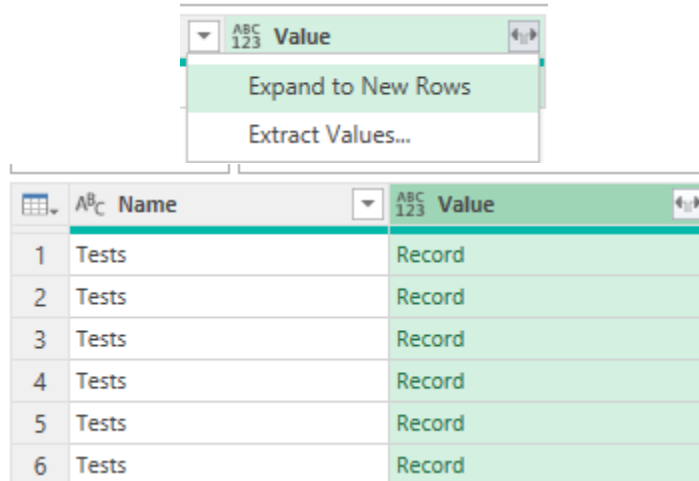 ABC 123 Value
Expand to New Rows
Extract Values...
ABC Name ABC 123 Value
1 Tests Record
2 Tests Record
3 Tests Record
4 Tests Record
5 Tests Record
6 Tests Record